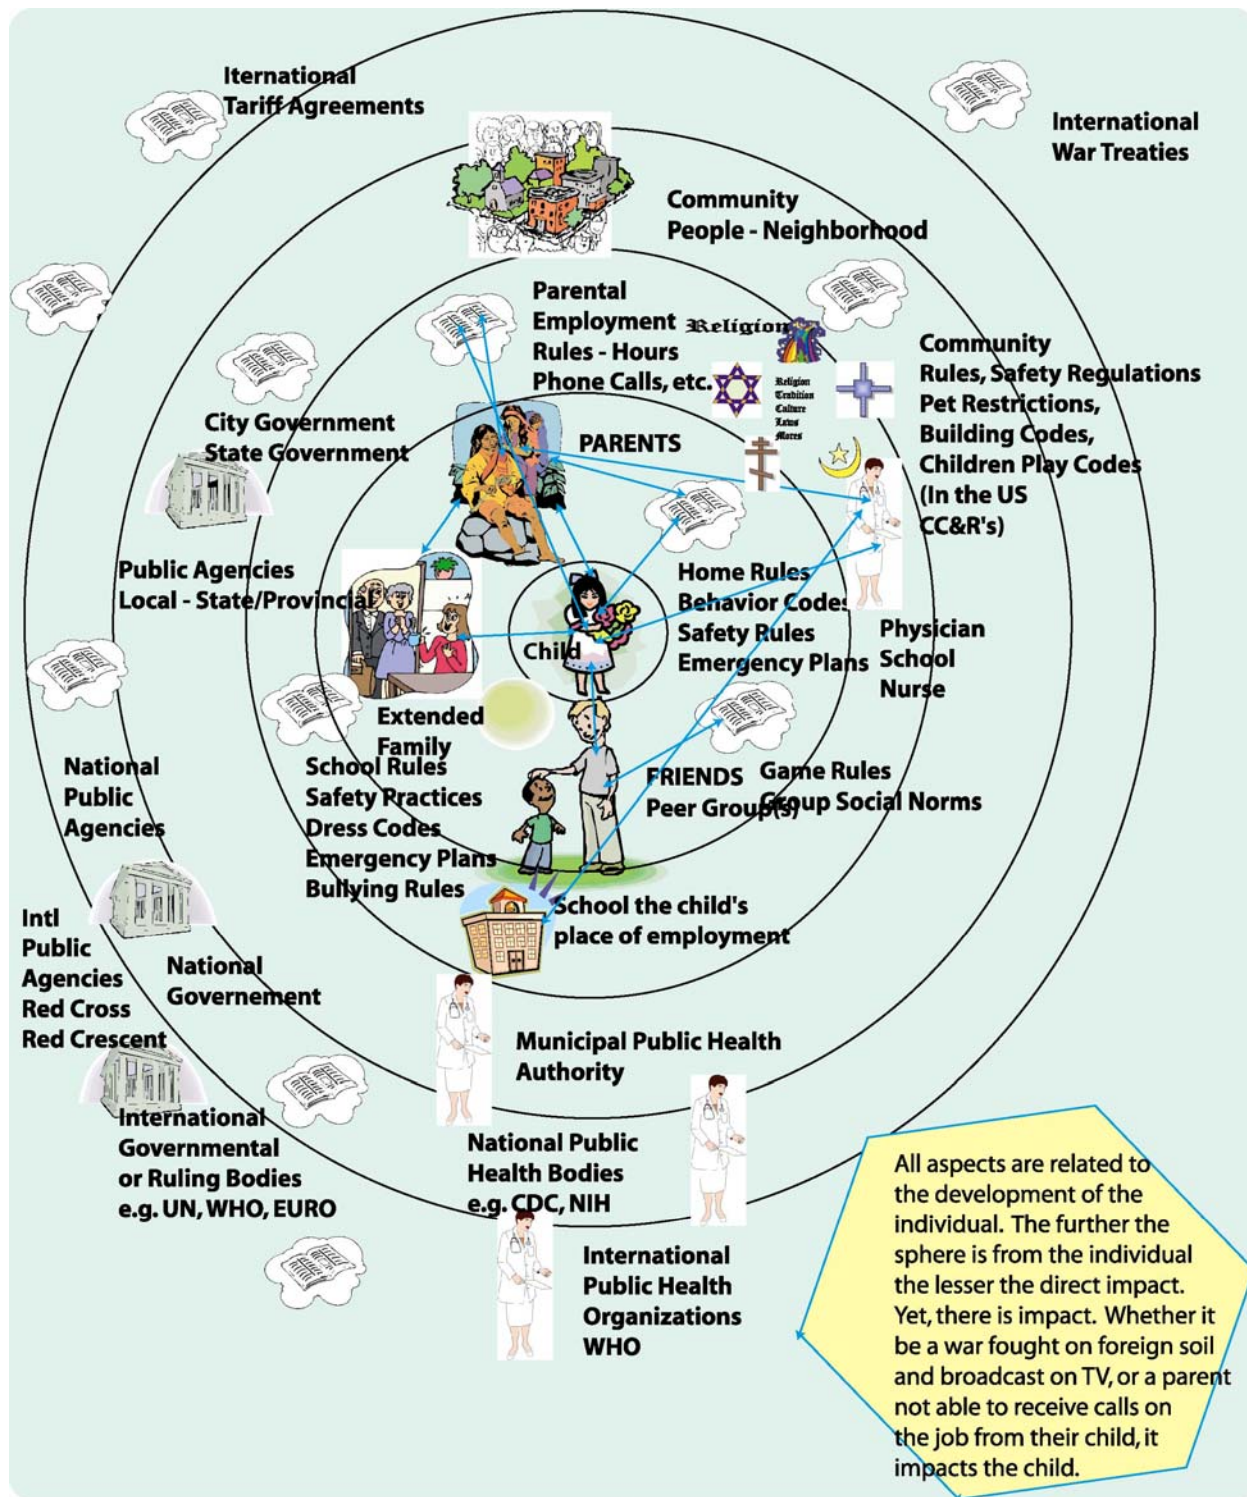 Iternational
Tariff Agreements
International
War Treaties
Community
People - Neighborhood
Parental
Employment
Rules - Hours
Phone Calls, etc.
Religion
Religion
Tradition
Culture
Laws
Mores
Community
Rules, Safety Regulations
Pet Restrictions,
Building Codes,
Children Play Codes
(In the US
CC&R's)
City Government
State Government
PARENTS
Public Agencies
Local - State/Provincial
Home Rules
Behavior Codes
Safety Rules
Emergency Plans
Physician
School
Nurse
Child
Extended
Family
School Rules
Safety Practices
Dress Codes
Emergency Plans
Bullying Rules
FRIENDS
Peer Group(s)
Game Rules
Group Social Norms
National
Public
Agencies
School the child's
place of employment
Intl
Public
Agencies
Red Cross
Red Crescent
National
Governement
Municipal Public Health
Authority
International
Governmental
or Ruling Bodies
e.g. UN, WHO, EURO
National Public
Health Bodies
e.g. CDC, NIH
International
Public Health
Organizations
WHO
All aspects are related to
the development of the
individual. The further the
sphere is from the individual
the lesser the direct impact.
Yet, there is impact. Whether it
be a war fought on foreign soil
and broadcast on TV, or a parent
not able to receive calls on
the job from their child, it
impacts the child.